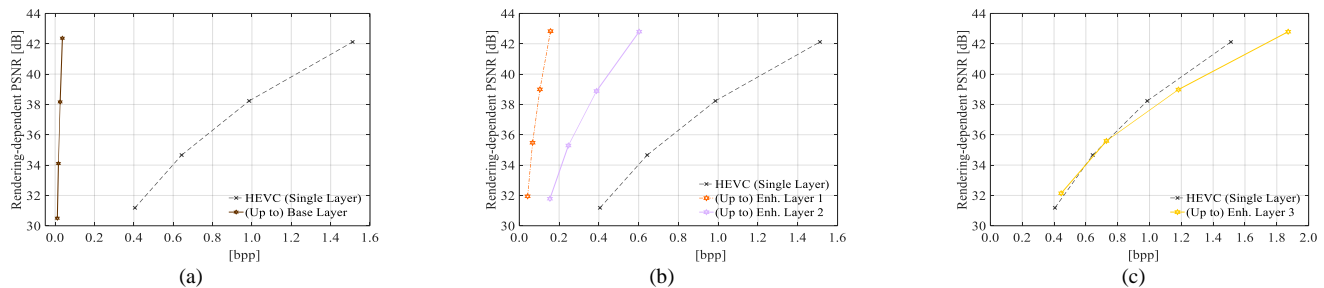 Rendering-dependent PSNR [dB]
44
42
40
38
36
34
32
30
HEVC (Single Layer)
(Up to) Base Layer
0.0 0.2 0.4 0.6 0.8 1.0 1.2 1.4 1.6
[bpp]
(a)
Rendering-dependent PSNR [dB]
44
42
40
38
36
34
32
30
HEVC (Single Layer)
(Up to) Enh. Layer 1
(Up to) Enh. Layer 2
0.0 0.2 0.4 0.6 0.8 1.0 1.2 1.4 1.6
[bpp]
(b)
Rendering-dependent PSNR [dB]
44
42
40
38
36
34
32
30
HEVC (Single Layer)
(Up to) Enh. Layer 3
0.0 0.2 0.4 0.6 0.8 1.0 1.2 1.4 1.6 1.8 2.0
[bpp]
(c)